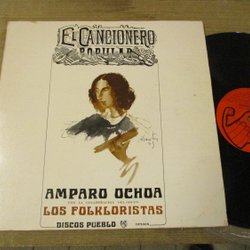 EL CANCIONERO
POPULAR
AMPARO OCHOA
LOS FOLKLORISTAS
DISCOS PUEBLO